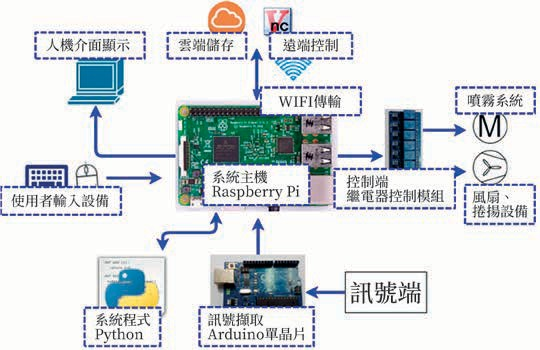 雲端儲存
Vnc
遠端控制
人機介面顯示
WIFI傳輸
噴霧系統
M
系統主機
Raspberry Pi
控制端
繼電器控制模組
使用者輸入設備
風扇、
捲揚設備
系統程式
Python
訊號擷取
Arduino單晶片
訊號端